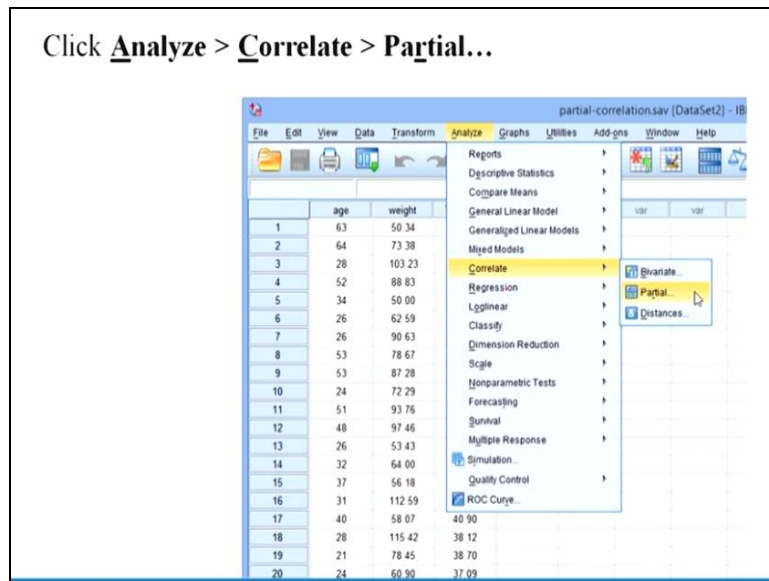 Click Analyze > Correlate > Partial...
partial-correlation.sav [DataSet2] - IB
File Edit View Data Transform Analyze Graphs Utilities Add-ons Window Help
Reports
Descriptive Statistics
Compare Means
age weight General Linear Model var var
1 63 50 34 Generalized Linear Models
2 64 73 38 Mixed Models
3 28 103 23 Correlate Bivariate...
4 52 88 83 Regression Partial...
5 34 50 00 Loglinear Distances...
6 26 62 59 Classify
7 26 90 63 Dimension Reduction
8 53 78 67 Scale
9 53 87 28 Nonparametric Tests
10 24 72 29 Forecasting
11 51 93 76 Survival
12 48 97 46 Multiple Response
13 26 53 43 Simulation...
14 32 64 00 Quality Control
15 37 56 18 ROC Curve...
16 31 112 59
17 40 58 07 40 90
18 28 115 42 38 12
19 21 78 45 38 70
20 24 60 90 37 09